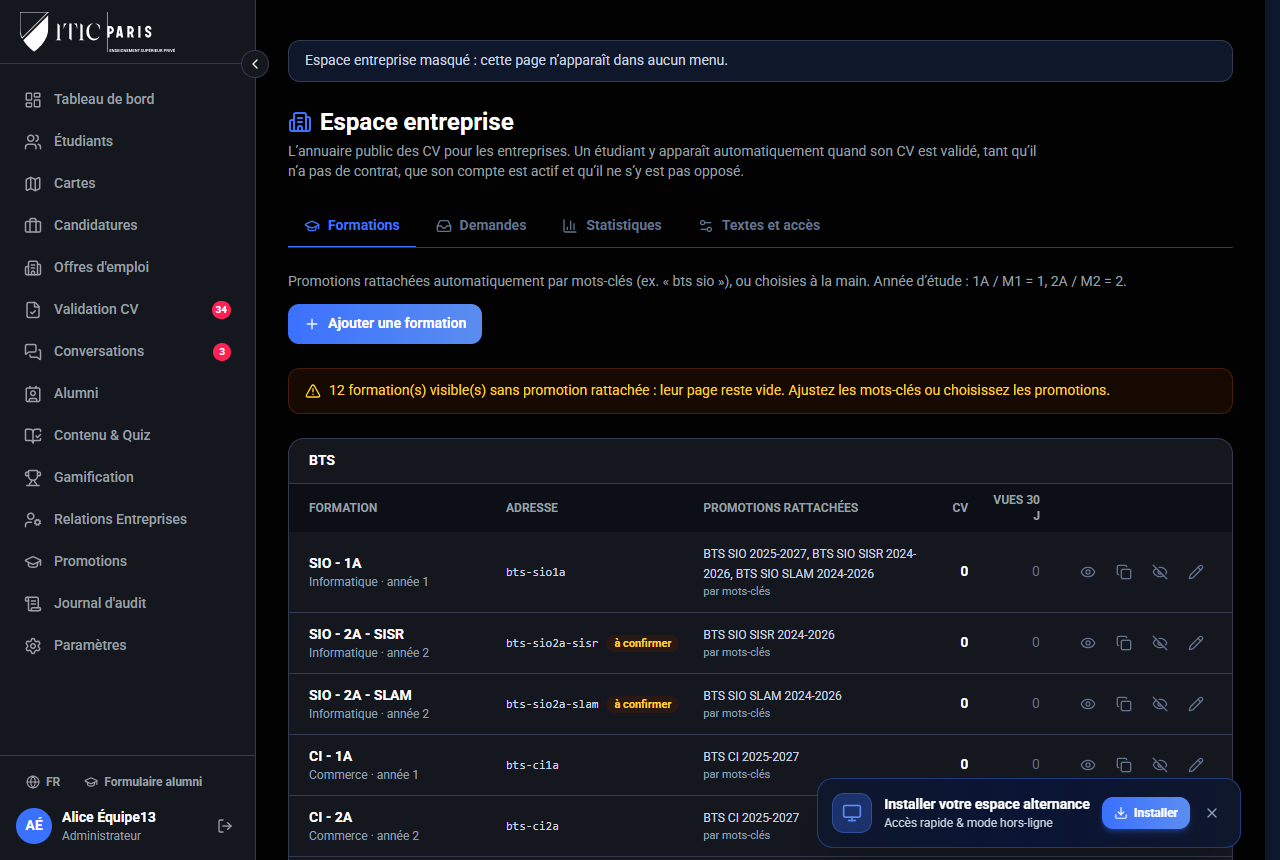 ITIC PARIS
ENSEIGNEMENT SUPÉRIEUR PRIVÉ
Tableau de bord
Étudiants
Cartes
Candidatures
Offres d'emploi
Validation CV 34
Conversations 3
Alumni
Contenu & Quiz
Gamification
Relations Entreprises
Promotions
Journal d'audit
Paramètres
FR Formulaire alumni
AÉ Alice Équipe13
Administrateur
Espace entreprise masqué : cette page n’apparaît dans aucun menu.
Espace entreprise
L’annuaire public des CV pour les entreprises. Un étudiant y apparaît automatiquement quand son CV est validé, tant qu’il
n’a pas de contrat, que son compte est actif et qu’il ne s’y est pas opposé.
Formations Demandes Statistiques Textes et accès
Promotions rattachées automatiquement par mots-clés (ex. « bts sio »), ou choisies à la main. Année d’étude : 1A / M1 = 1, 2A / M2 = 2.
Ajouter une formation
12 formation(s) visible(s) sans promotion rattachée : leur page reste vide. Ajustez les mots-clés ou choisissez les promotions.
BTS
FORMATION ADRESSE PROMOTIONS RATTACHÉES CV VUES 30
J
SIO - 1A
Informatique · année 1
bts-sio1a
BTS SIO 2025-2027, BTS SIO SISR 2024-
2026, BTS SIO SLAM 2024-2026
par mots-clés
0 0
SIO - 2A - SISR
Informatique · année 2
bts-sio2a-sisr à confirmer
BTS SIO SISR 2024-2026
par mots-clés
0 0
SIO - 2A - SLAM
Informatique · année 2
bts-sio2a-slam à confirmer
BTS SIO SLAM 2024-2026
par mots-clés
0 0
CI - 1A
Commerce · année 1
bts-ci1a
BTS CI 2025-2027
par mots-clés
0 0
CI - 2A
Commerce · année 2
bts-ci2a
BTS CI 2025-2027
par mots-clés
Installer votre espace alternance
Accès rapide & mode hors-ligne
Installer